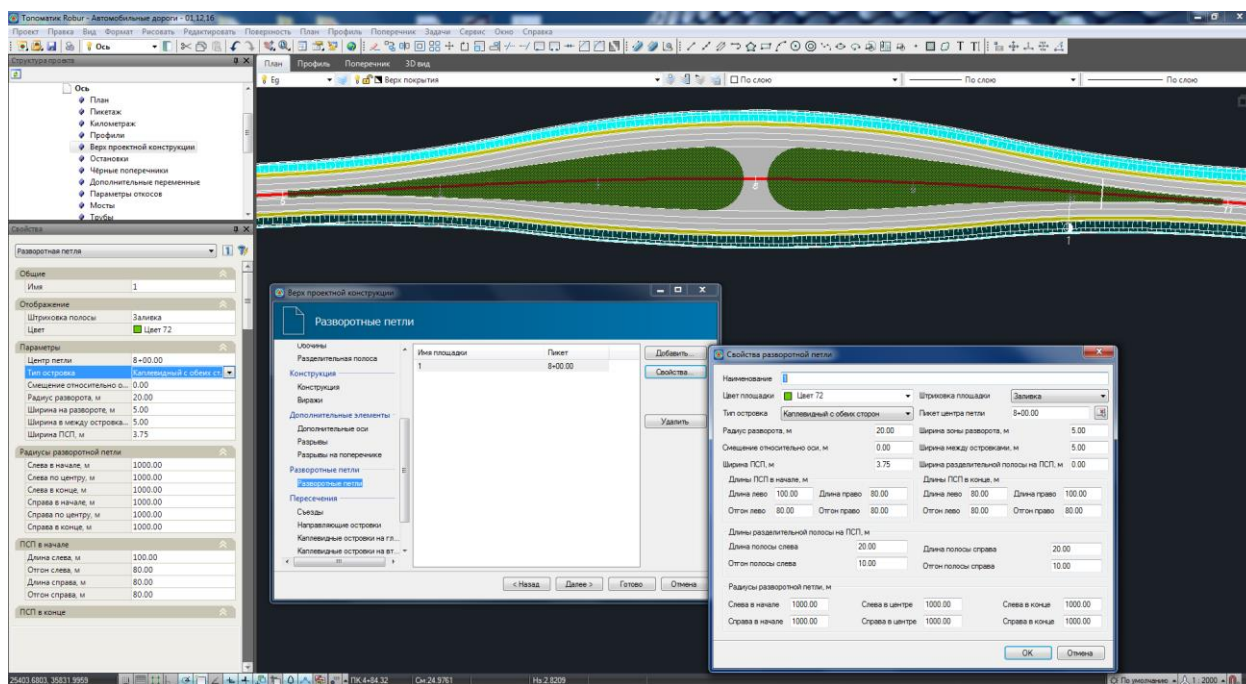 Топоматик Robur - Автомобильные дороги - 01,12,16
Проект Правка Вид Формат Рисовать Редактировать Поверхность План Профиль Поперечник Задачи Сервис Окно Справка
Ось
Структура проекта
План Профиль Поперечник 3D вид
Eg Верх покрытия По слою По слою По слою
Ось
План
Пикетаж
Километраж
Профили
Верх проектной конструкции
Остановки
Чёрные поперечники
Дополнительные переменные
Параметры откосов
Мосты
Трубы
Свойства
Разворотная петля
Общие
Имя 1
Отображение
Штриховка полосы Заливка
Цвет Цвет 72
Параметры
Центр петли 8+00.00
Тип островка Каплевидный с обеих ст...
Смещение относительно о... 0.00
Радиус разворота, м 20.00
Ширина на развороте, м 5.00
Ширина в между островка... 5.00
Ширина ПСП, м 3.75
Радиусы разворотной петли
Слева в начале, м 1000.00
Слева по центру, м 1000.00
Слева в конце, м 1000.00
Справа в начале, м 1000.00
Справа по центру, м 1000.00
Справа в конце, м 1000.00
ПСП в начале
Длина слева, м 100.00
Отгон слева, м 80.00
Длина справа, м 80.00
Отгон справа, м 80.00
ПСП в конце
Верх проектной конструкции
Разворотные петли
Обочины
Разделительная полоса
Конструкция
Конструкция
Виражи
Дополнительные элементы
Дополнительные оси
Разрывы
Разрывы на поперечнике
Разворотные петли
Разворотные петли
Пересечения
Съезды
Направляющие островки
Каплевидные островки на гл...
Каплевидные островки на вт...
Имя площадки Пикет
1 8+00.00
Добавить...
Свойства...
Удалить
< Назад Далее > Готово Отмена
Свойства разворотной петли
Наименование 1
Цвет площадки Цвет 72 Штриховка площадки Заливка
Тип островка Каплевидный с обеих сторон Пикет центра петли 8+00.00
Радиус разворота, м 20.00 Ширина зоны разворота, м 5.00
Смещение относительно оси, м 0.00 Ширина между островками, м 5.00
Ширина ПСП, м 3.75 Ширина разделительной полосы на ПСП, м 0.00
Длины ПСП в начале, м Длины ПСП в конце, м
Длина лево 100.00 Длина право 80.00 Длина лево 80.00 Длина право 100.00
Отгон лево 80.00 Отгон право 80.00 Отгон лево 80.00 Отгон право 80.00
Длины разделительной полосы на ПСП, м
Длина полосы слева 20.00 Длина полосы справа 20.00
Отгон полосы слева 10.00 Отгон полосы справа 10.00
Радиусы разворотной петли, м
Слева в начале 1000.00 Слева в центре 1000.00 Слева в конце 1000.00
Справа в начале 1000.00 Справа в центре 1000.00 Справа в конце 1000.00
OK Отмена
25403.6803, 35831.9959 ПК:4+84.32 См:24.9761 Hs:2.8209 По умолчанию 1 : 2000